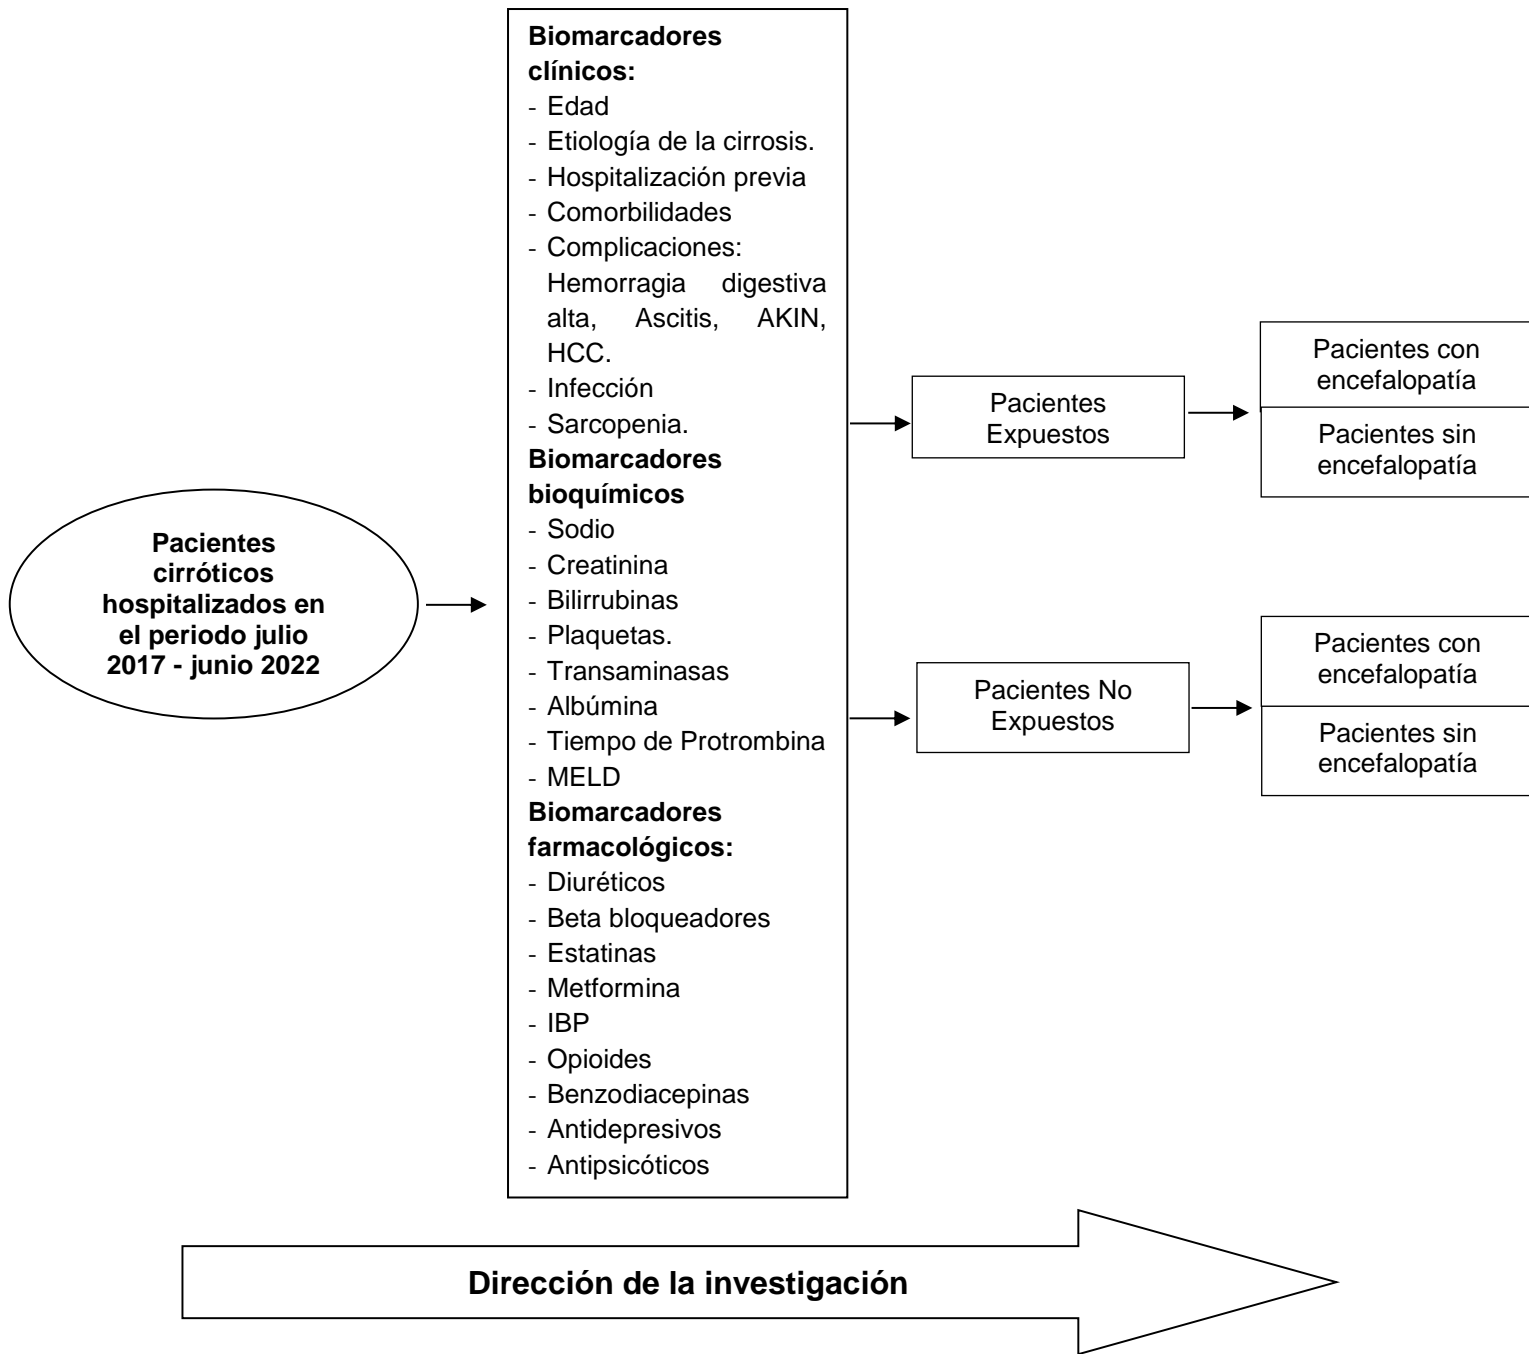 Pacientes
cirróticos
hospitalizados en
el periodo julio
2017 - junio 2022
Biomarcadores
clínicos:
- Edad
- Etiología de la cirrosis.
- Hospitalización previa
- Comorbilidades
- Complicaciones:
Hemorragia digestiva
alta, Ascitis, AKIN,
HCC.
- Infección
- Sarcopenia.
Biomarcadores
bioquímicos
- Sodio
- Creatinina
- Bilirrubinas
- Plaquetas.
- Transaminasas
- Albúmina
- Tiempo de Protrombina
- MELD
Biomarcadores
farmacológicos:
- Diuréticos
- Beta bloqueadores
- Estatinas
- Metformina
- IBP
- Opioides
- Benzodiacepinas
- Antidepresivos
- Antipsicóticos
Pacientes
Expuestos
Pacientes con
encefalopatía
Pacientes sin
encefalopatía
Pacientes No
Expuestos
Pacientes con
encefalopatía
Pacientes sin
encefalopatía
Dirección de la investigación